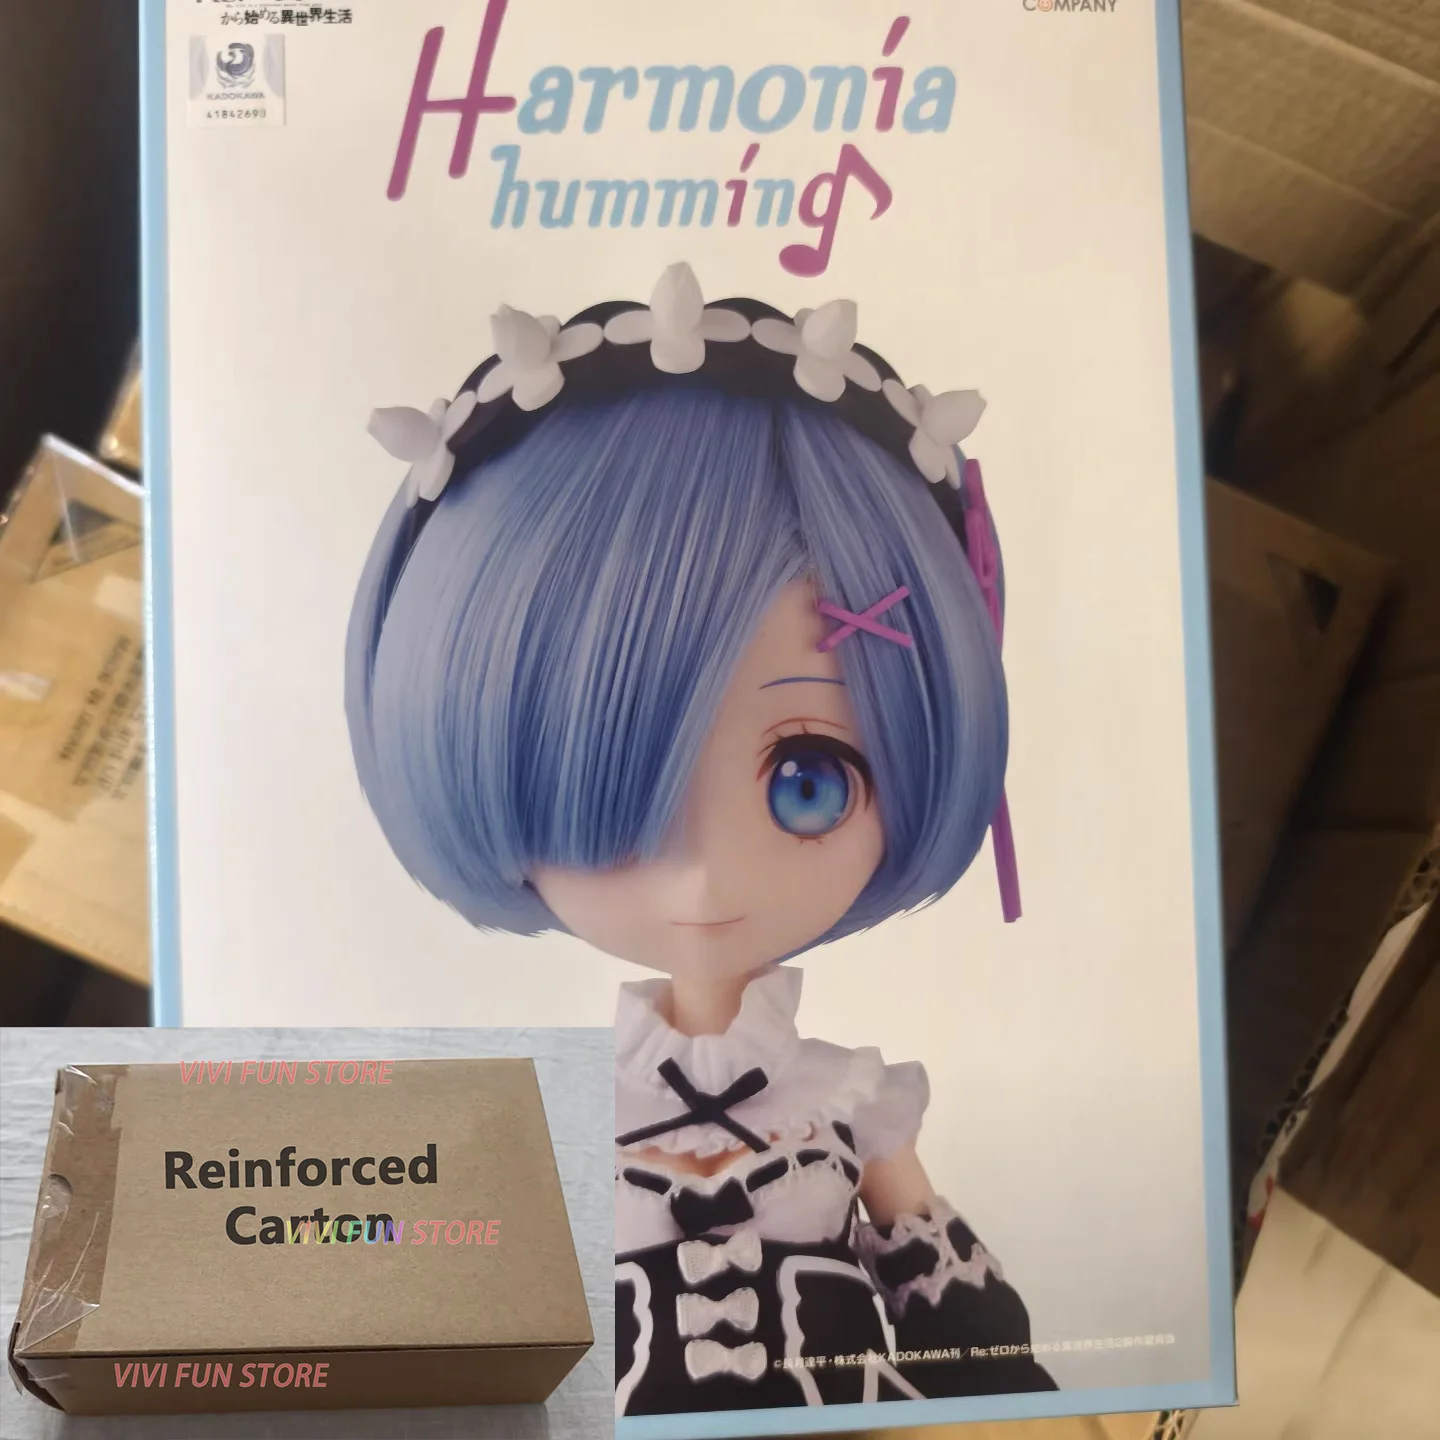 から始める異世界生活
COMPANY
KADOKAWA
41842693
Harmonia
humming
VIVI FUN STORE
Reinforced
Carton
VIVI FUN STORE
VIVI FUN STORE
©長月達平・株式会社KADOKAWA刊／Re:ゼロから始める異世界生活2製作委員会